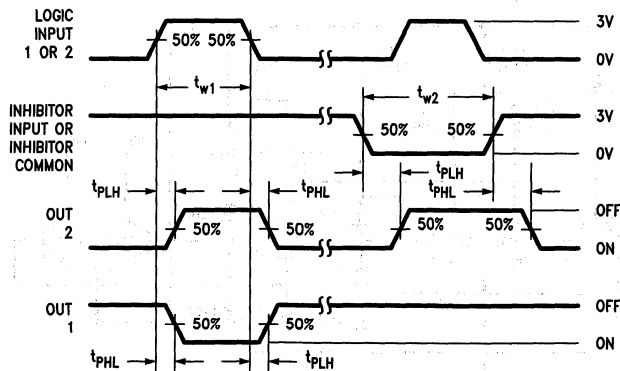 LOGIC
INPUT
1 OR 2
50% 50%
3V
0V
tw1
tw2
INHIBITOR
INPUT OR
INHIBITOR
COMMON
50%
50%
3V
0V
tPLH
tPHL
tPLH
tPHL
OUT
2
50%
50%
50%
50%
OFF
ON
OUT
1
50%
50%
OFF
ON
tPHL
tPLH